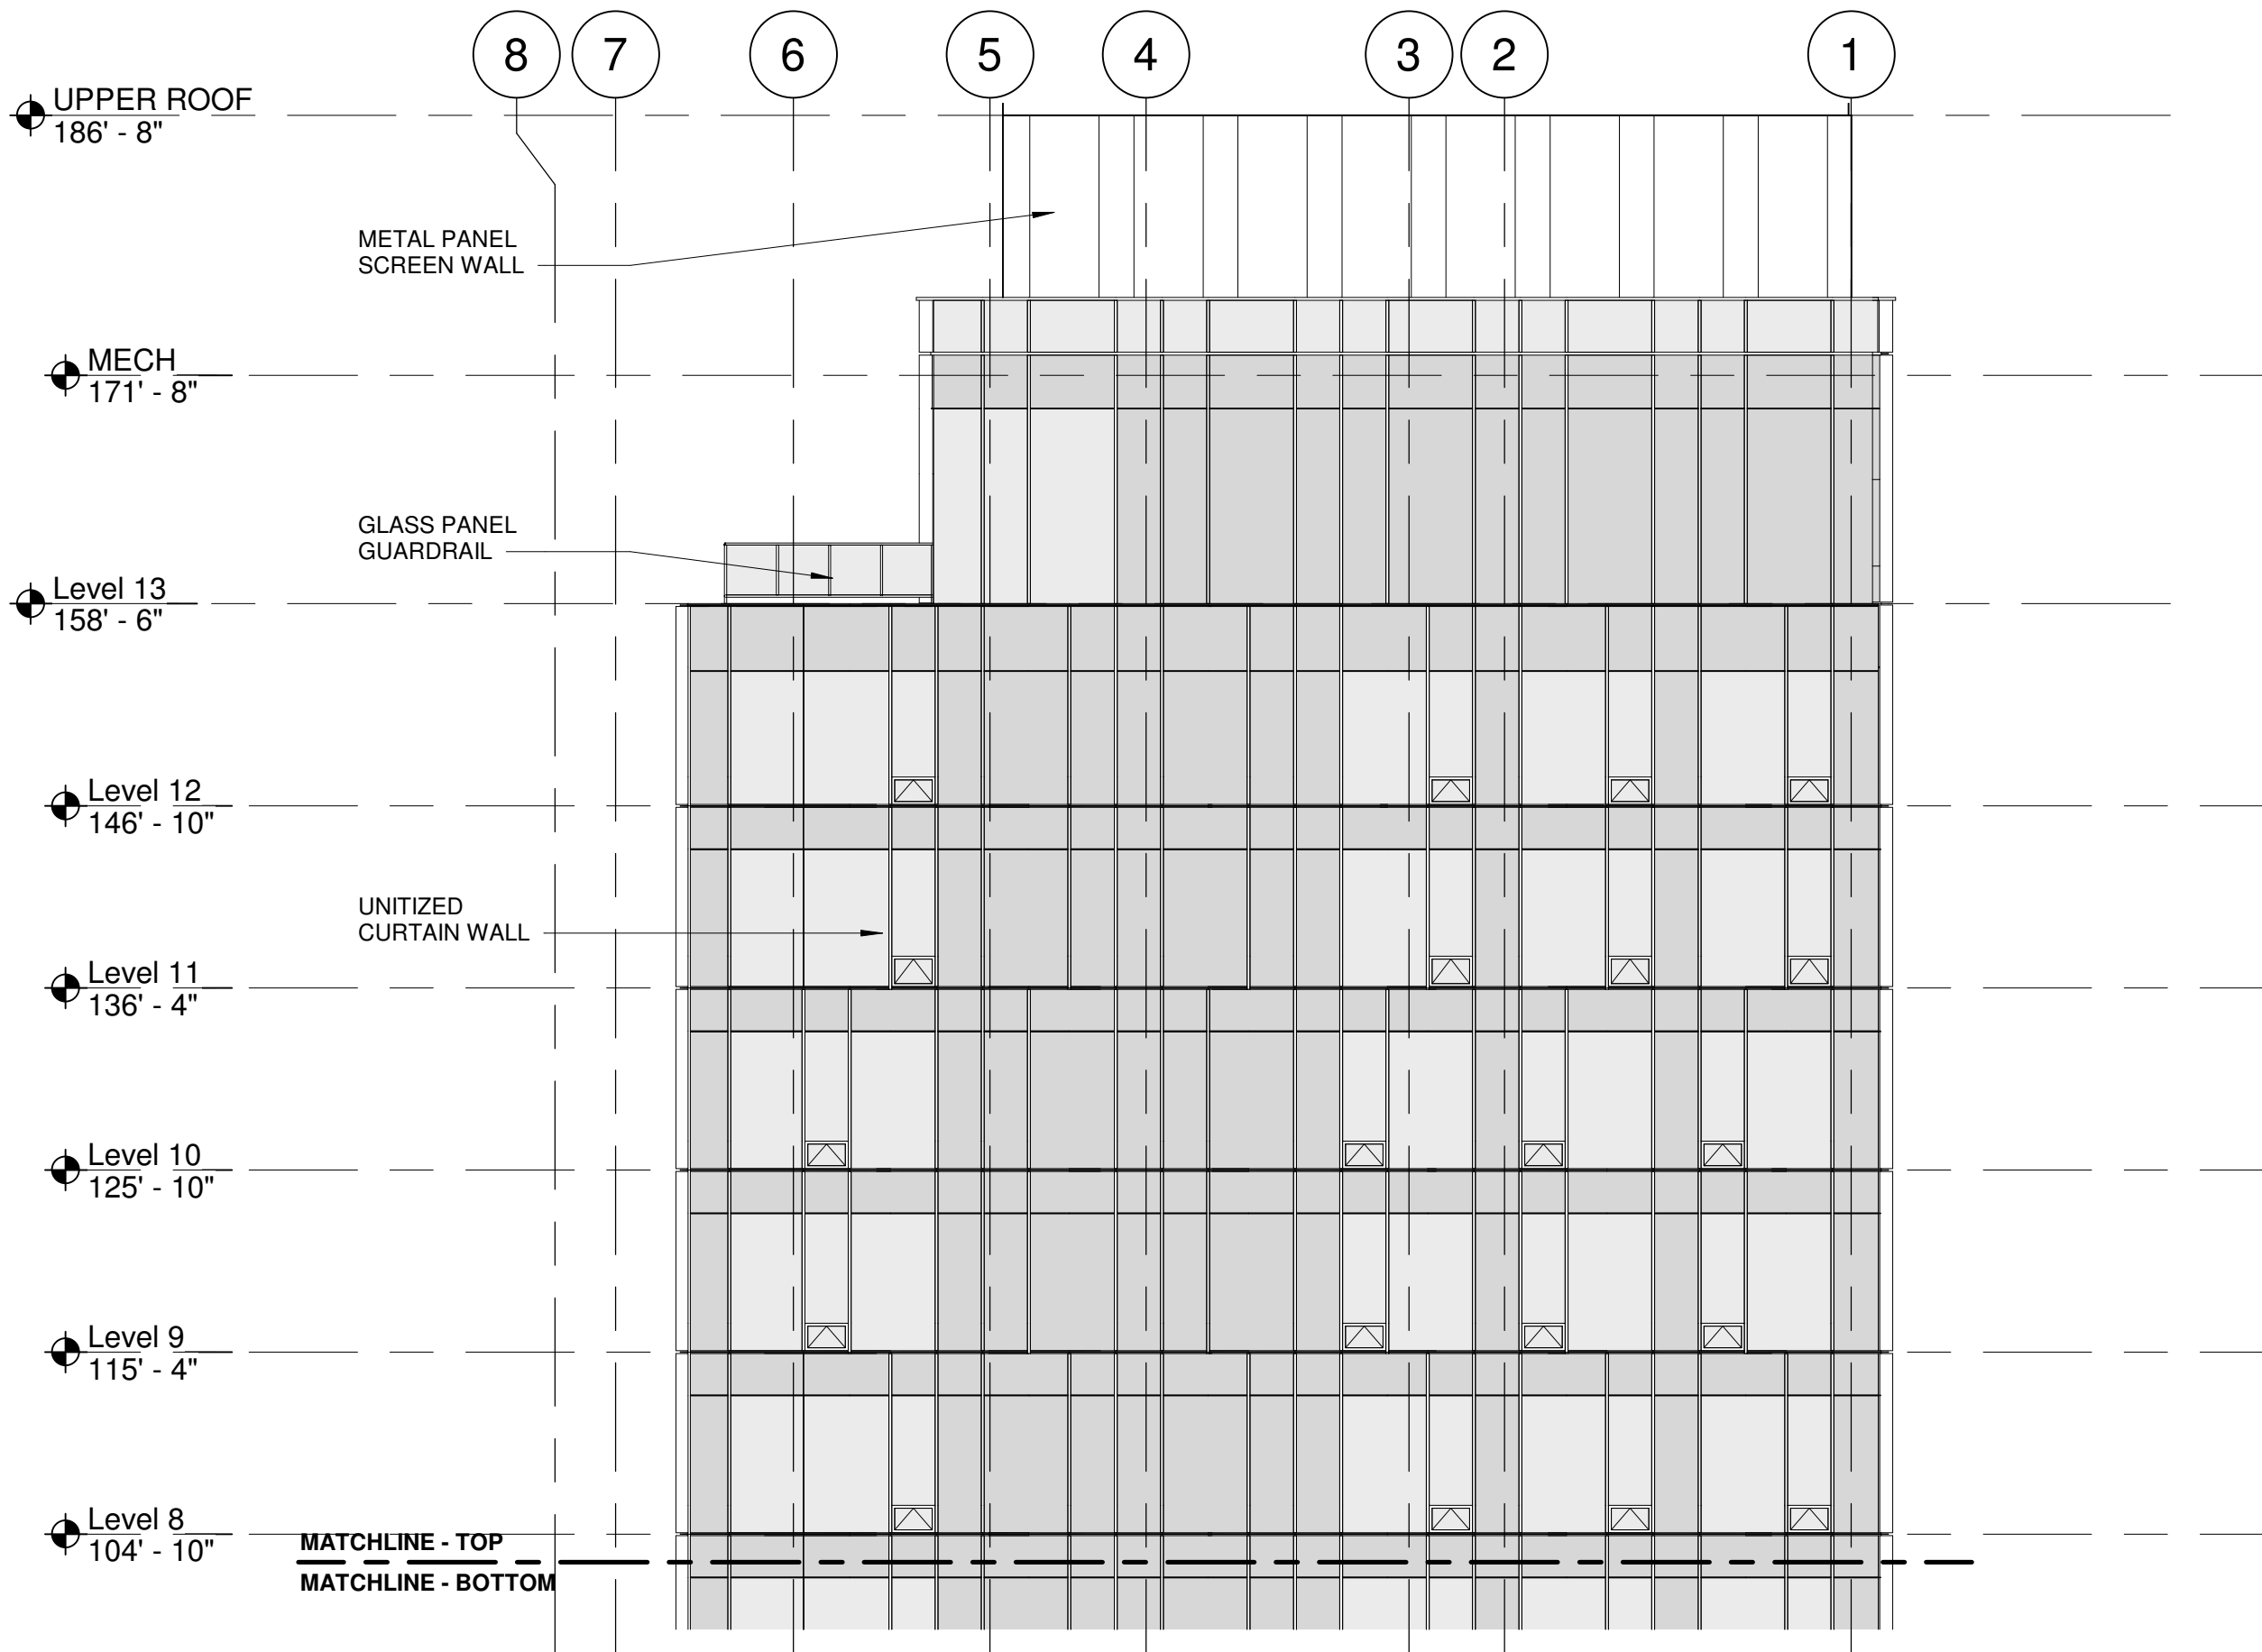 8 7 6 5 4 3 2 1
UPPER ROOF
186' - 8"
METAL PANEL
SCREEN WALL
MECH
171' - 8"
GLASS PANEL
GUARDRAIL
Level 13
158' - 6"
Level 12
146' - 10"
UNITIZED
CURTAIN WALL
Level 11
136' - 4"
Level 10
125' - 10"
Level 9
115' - 4"
Level 8
104' - 10"
MATCHLINE - TOP
MATCHLINE - BOTTOM